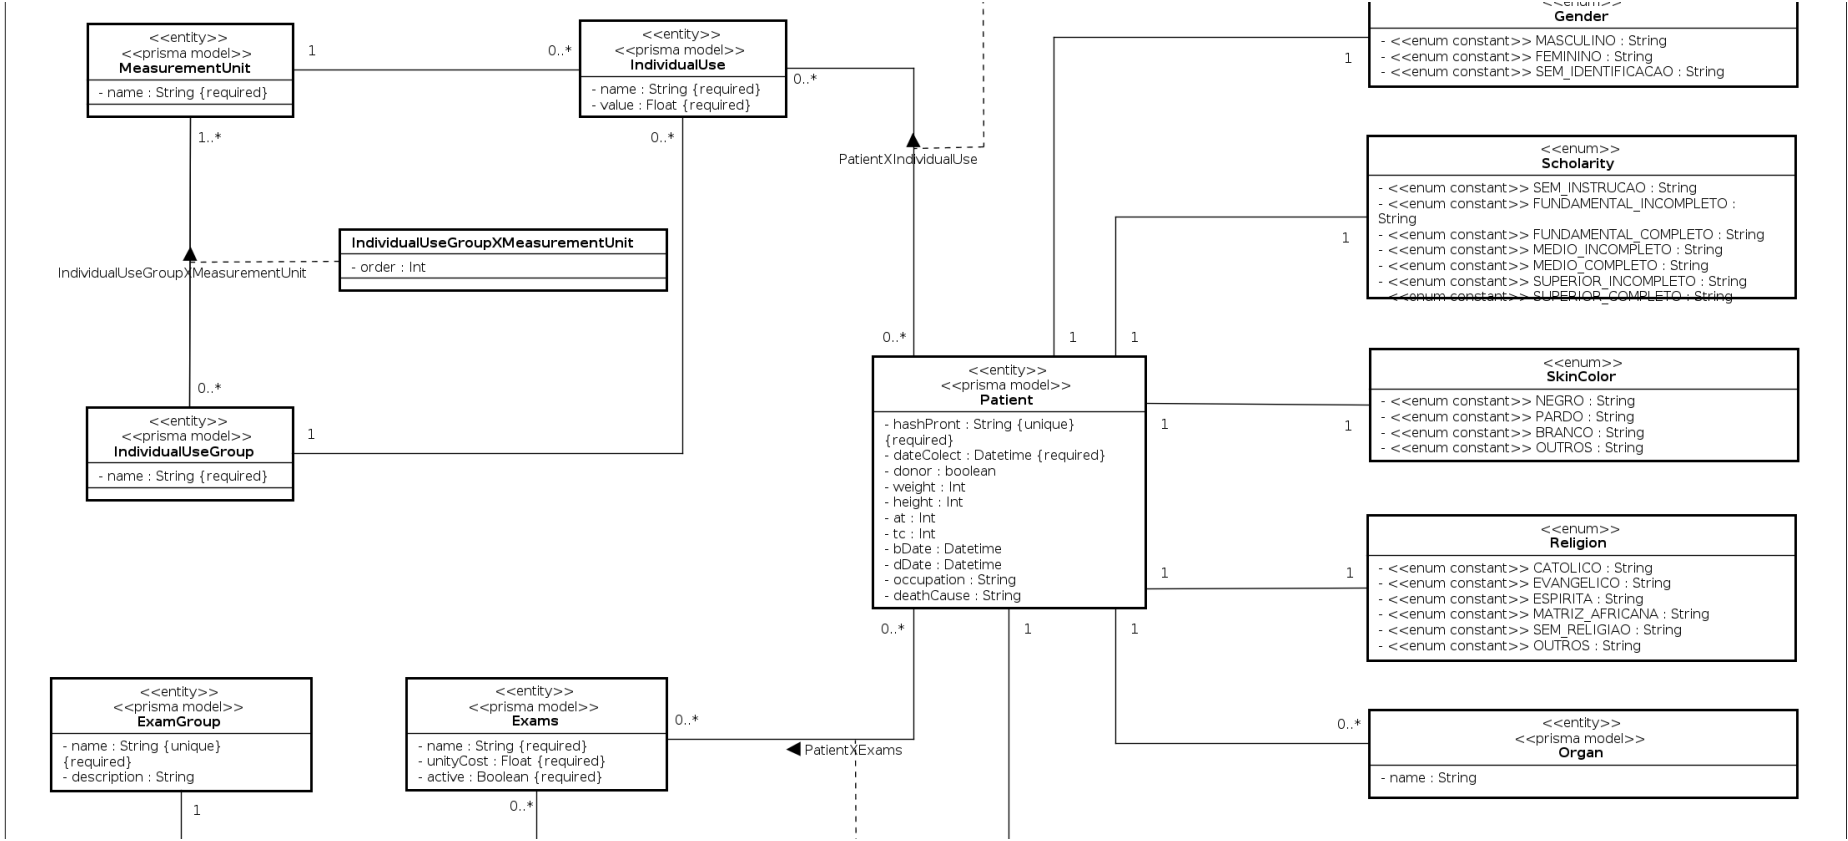 <<entity>>
<<prisma model>>
MeasurementUnit
- name : String {required}
1
0..*
<<entity>>
<<prisma model>>
IndividualUse
- name : String {required}
- value : Float {required}
0..*
1..*
0..*
PatientXIndividualUse
IndividualUseGroupXMeasurementUnit
IndividualUseGroupXMeasurementUnit
- order : Int
0..*
<<entity>>
<<prisma model>>
IndividualUseGroup
- name : String {required}
1
0..*
1
1
<<enum>>
Gender
- <<enum constant>> MASCULINO : String
- <<enum constant>> FEMININO : String
- <<enum constant>> SEM_IDENTIFICACAO : String
1
<<enum>>
Scholarity
- <<enum constant>> SEM_INSTRUCAO : String
- <<enum constant>> FUNDAMENTAL_INCOMPLETO :
String
- <<enum constant>> FUNDAMENTAL_COMPLETO : String
- <<enum constant>> MEDIO_INCOMPLETO : String
- <<enum constant>> MEDIO_COMPLETO : String
- <<enum constant>> SUPERIOR_INCOMPLETO : String
- <<enum constant>> SUPERIOR_COMPLETO : String
1
<<entity>>
<<prisma model>>
Patient
- hashPront : String {unique}
{required}
- dateColect : Datetime {required}
- donor : boolean
- weight : Int
- height : Int
- at : Int
- tc : Int
- bDate : Datetime
- dDate : Datetime
- occupation : String
- deathCause : String
1
1
<<enum>>
SkinColor
- <<enum constant>> NEGRO : String
- <<enum constant>> PARDO : String
- <<enum constant>> BRANCO : String
- <<enum constant>> OUTROS : String
1
1
<<enum>>
Religion
- <<enum constant>> CATOLICO : String
- <<enum constant>> EVANGELICO : String
- <<enum constant>> ESPIRITA : String
- <<enum constant>> MATRIZ_AFRICANA : String
- <<enum constant>> SEM_RELIGIAO : String
- <<enum constant>> OUTROS : String
0..*
1
1
<<entity>>
<<prisma model>>
ExamGroup
- name : String {unique}
{required}
- description : String
1
<<entity>>
<<prisma model>>
Exams
- name : String {required}
- unityCost : Float {required}
- active : Boolean {required}
0..*
0..*
PatientXExams
0..*
<<entity>>
<<prisma model>>
Organ
- name : String